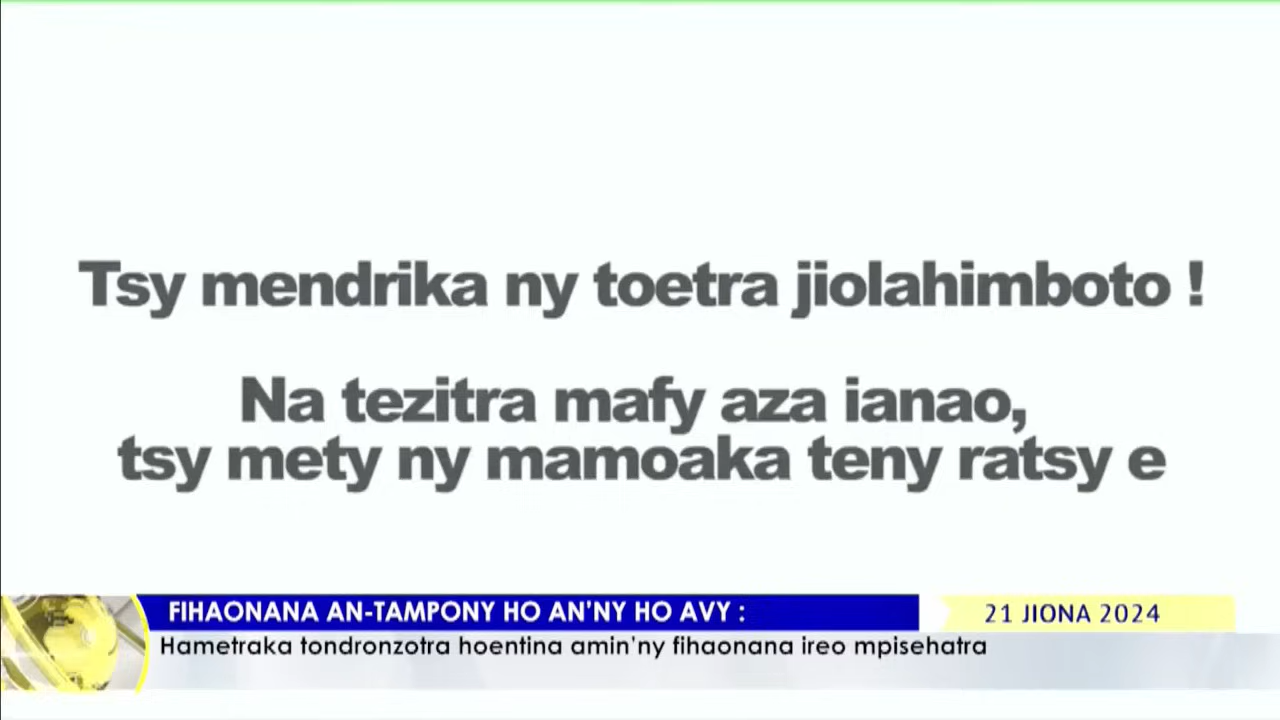 Tsy mendrika ny toetra jiolahimboto !
Na tezitra mafy aza ianao,
tsy mety ny mamoaka teny ratsy e
FIHAONANA AN-TAMPONY HO AN'NY HO AVY :
21 JIONA 2024
Hametraka tondronzotra hoentina amin'ny fihaonana ireo mpisehatra